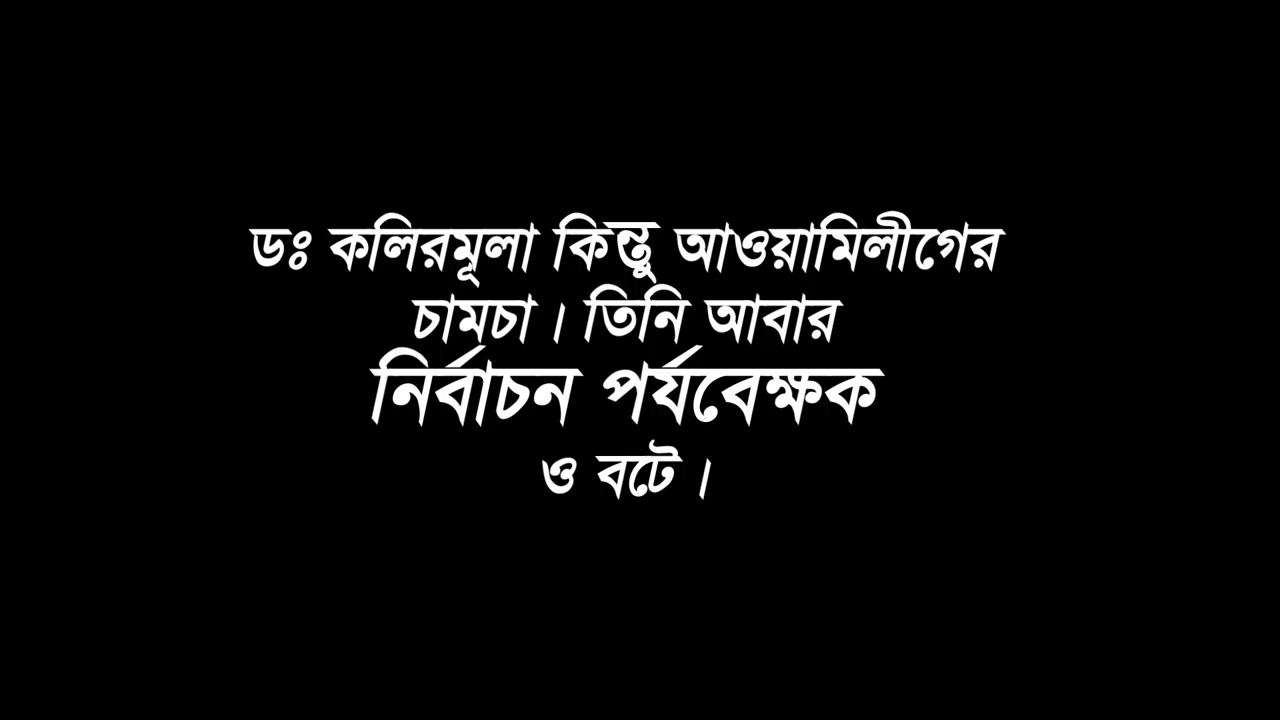 ডঃ কলিরমূলা কিন্তু আওয়ামিলীগের
চামচা। তিনি আবার
নির্বাচন পর্যবেক্ষক
ও বটে।